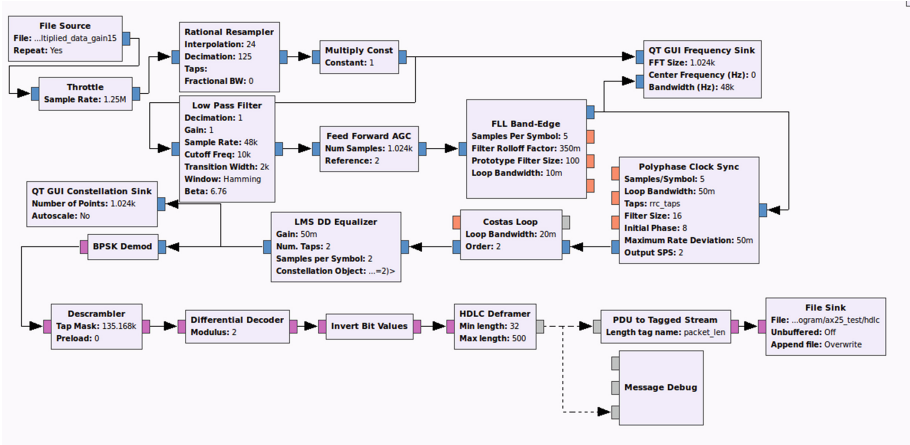 File Source
File: ...ltiplied_data_gain15
Repeat: Yes
Throttle
Sample Rate: 1.25M
Rational Resampler
Interpolation: 24
Decimation: 125
Taps:
Fractional BW: 0
Multiply Const
Constant: 1
QT GUI Frequency Sink
FFT Size: 1.024k
Center Frequency (Hz): 0
Bandwidth (Hz): 48k
Low Pass Filter
Decimation: 1
Gain: 1
Sample Rate: 48k
Cutoff Freq: 10k
Transition Width: 2k
Window: Hamming
Beta: 6.76
Feed Forward AGC
Num Samples: 1.024k
Reference: 2
FLL Band-Edge
Samples Per Symbol: 5
Filter Rolloff Factor: 350m
Prototype Filter Size: 100
Loop Bandwidth: 10m
Polyphase Clock Sync
Samples/Symbol: 5
Loop Bandwidth: 50m
Taps: rrc_taps
Filter Size: 16
Initial Phase: 8
Maximum Rate Deviation: 50m
Output SPS: 2
QT GUI Constellation Sink
Number of Points: 1.024k
Autoscale: No
LMS DD Equalizer
Gain: 50m
Num. Taps: 2
Samples per Symbol: 2
Constellation Object: ...=2)>
Costas Loop
Loop Bandwidth: 20m
Order: 2
BPSK Demod
Descrambler
Tap Mask: 135.168k
Preload: 0
Differential Decoder
Modulus: 2
Invert Bit Values
HDLC Deframer
Min length: 32
Max length: 500
PDU to Tagged Stream
Length tag name: packet_len
File Sink
File: ...ogram/ax25_test/hdlc
Unbuffered: Off
Append file: Overwrite
Message Debug